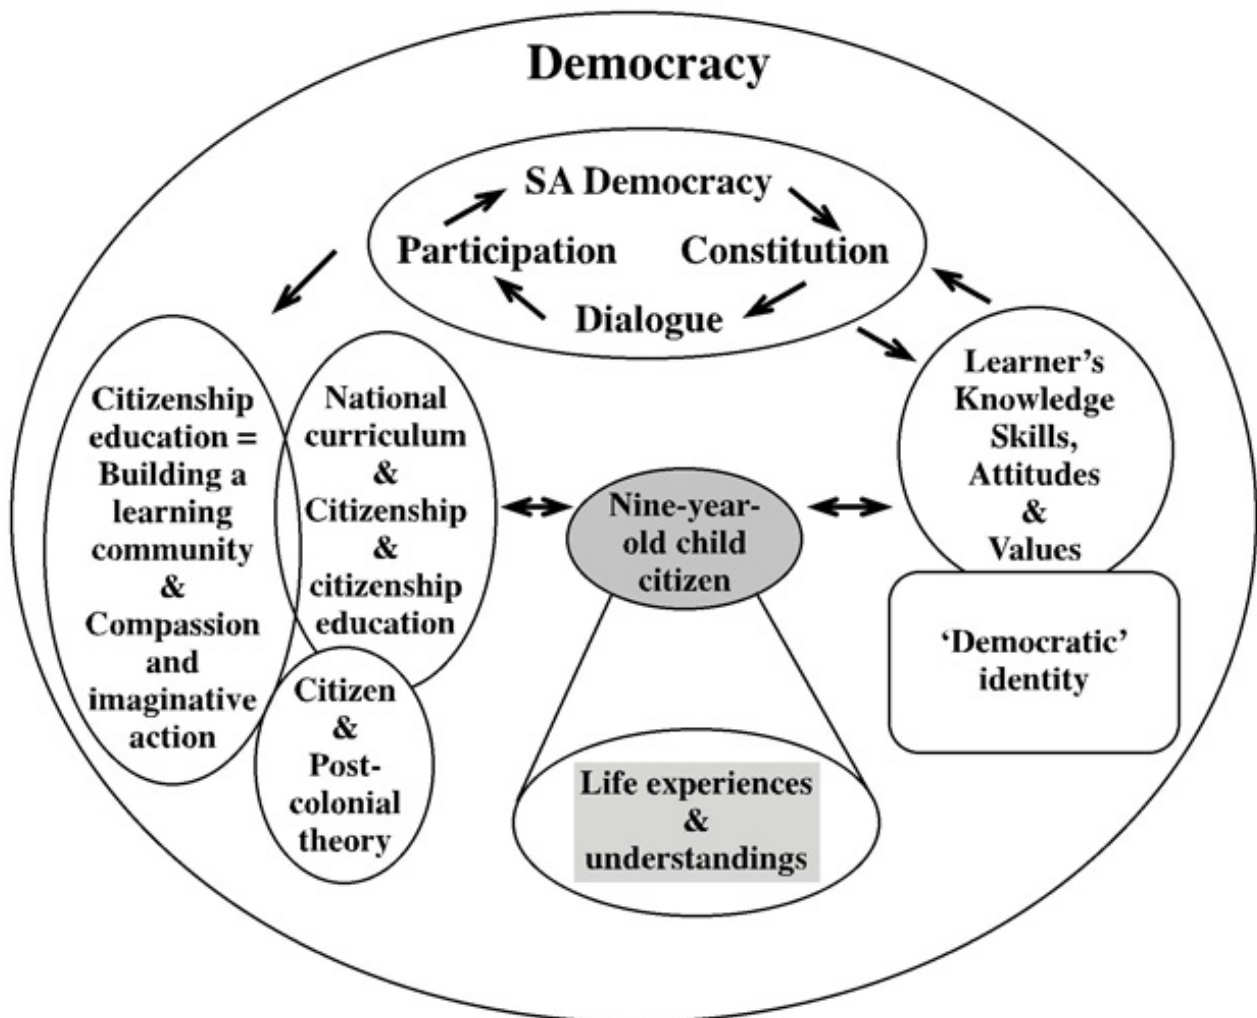 Democracy
SA Democracy
Participation
Constitution
Dialogue
Citizenship
education =
Building a
learning
community
&
Compassion
and
imaginative
action
National
curriculum
&
Citizenship
&
citizenship
education
Citizen
&
Post-
colonial
theory
Nine-year-
old child
citizen
Life experiences
&
understandings
Learner’s
Knowledge
Skills,
Attitudes
&
Values
‘Democratic’
identity